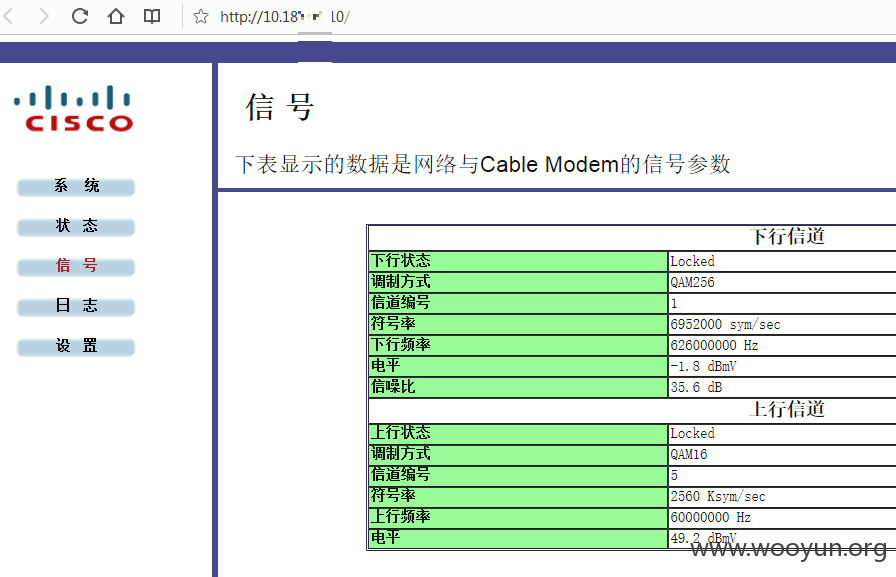 http://10.18 10/
CISCO
系 统
状 态
信 号
日 志
设 置
信 号
下表显示的数据是网络与Cable Modem的信号参数
下行信道
下行状态 Locked
调制方式 QAM256
信道编号 1
符号率 6952000 sym/sec
下行频率 626000000 Hz
电平 -1.8 dBmV
信噪比 35.6 dB
上行信道
上行状态 Locked
调制方式 QAM16
信道编号 5
符号率 2560 Ksym/sec
上行频率 60000000 Hz
电平 49.2 dBmV
www.wooyun.org